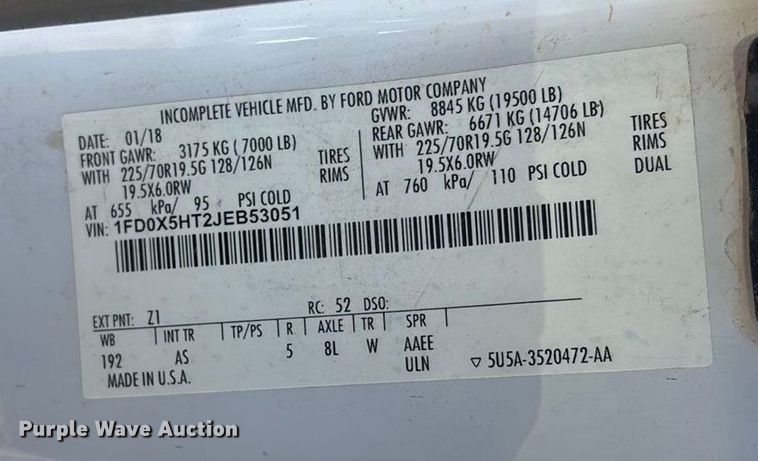 INCOMPLETE VEHICLE MFD. BY FORD MOTOR COMPANY
DATE: 01/18 GVWR: 8845 KG (19500 LB)
FRONT GAWR: 3175 KG (7000 LB) REAR GAWR: 6671 KG (14706 LB)
WITH 225/70R19.5G 128/126N TIRES WITH 225/70R19.5G 128/126N TIRES
19.5X6.0RW RIMS 19.5X6.0RW RIMS
AT 655 kPa/ 95 PSI COLD AT 760 kPa/ 110 PSI COLD DUAL
VIN: 1FD0X5HT2JEB53051
EXT PNT: Z1 RC: 52 DSO:
WB INT TR TP/PS R AXLE TR SPR
192 AS 5 8L W AAEE
MADE IN U.S.A. ULN ▽ 5U5A-3520472-AA
Purple Wave Auction